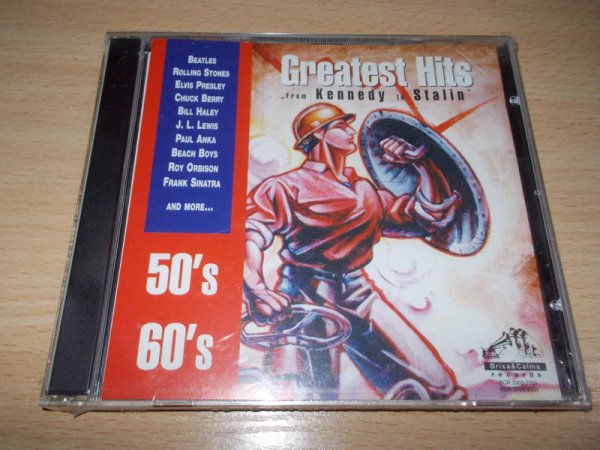 BEATLES
ROLLING STONES
ELVIS PRESLEY
CHUCK BERRY
BILL HALEY
J. L. LEWIS
PAUL ANKA
BEACH BOYS
ROY ORBISON
FRANK SINATRA
AND MORE...
50's
60's
Greatest Hits
„From Kennedy to Stalin"
Brixa&Calma
records